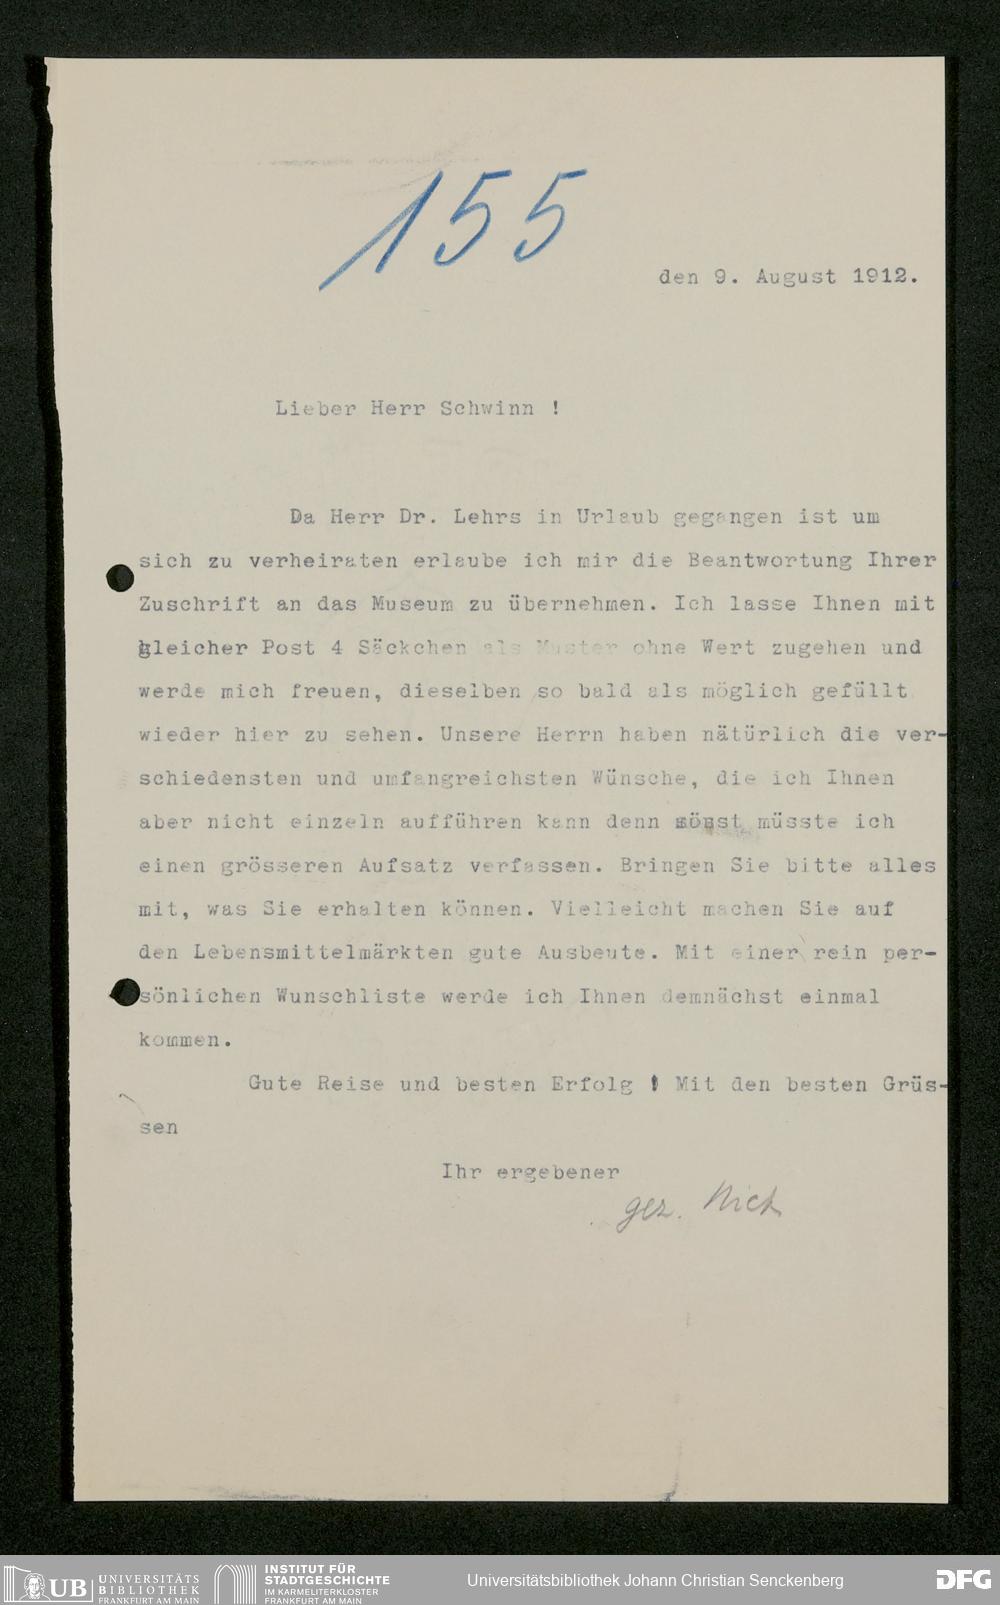 155
den 9. August 1912.
Lieber Herr Schwinn !
Da Herr Dr. Lehrs in Urlaub gegangen ist um
sich zu verheiraten erlaube ich mir die Beantwortung Ihrer
Zuschrift an das Museum zu übernehmen. Ich lasse Ihnen mit
gleicher Post 4 Säckchen als Muster ohne Wert zugehen und
werde mich freuen, dieselben so bald als möglich gefüllt
wieder hier zu sehen. Unsere Herrn haben nätürlich die ver-
schiedensten und umfangreichsten Wünsche, die ich Ihnen
aber nicht einzeln aufführen kann denn sönst müsste ich
einen grösseren Aufsatz verfassen. Bringen Sie bitte alles
mit, was Sie erhalten können. Vielleicht machen Sie auf
den Lebensmittelmärkten gute Ausbeute. Mit einer rein per-
sönlichen Wunschliste werde ich Ihnen demnächst einmal
kommen.
Gute Reise und besten Erfolg ! Mit den besten Grüs-
sen
Ihr ergebener
gez. Nick
UB UNIVERSITÄTS
BIBLIOTHEK
FRANKFURT AM MAIN
INSTITUT FÜR
STADTGESCHICHTE
IM KARMELITERKLOSTER
FRANKFURT AM MAIN
Universitätsbibliothek Johann Christian Senckenberg
DFG